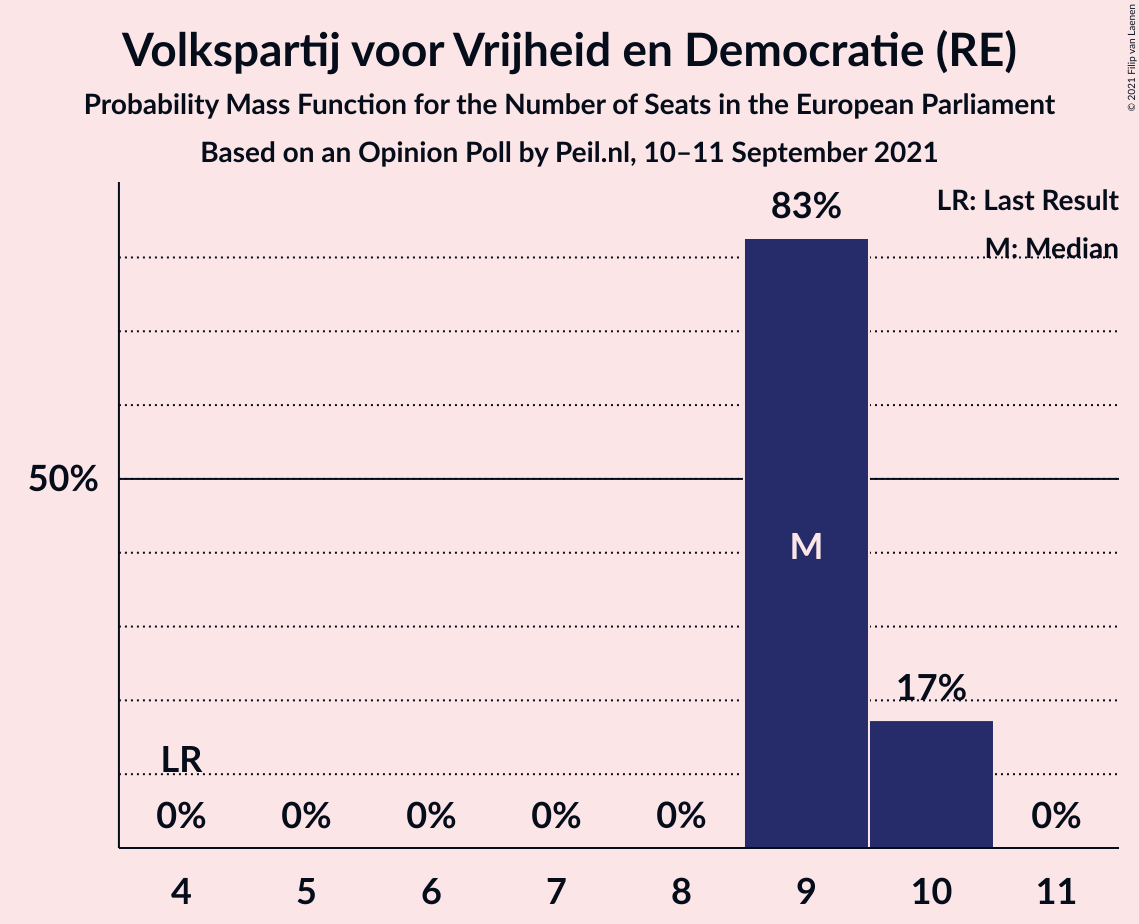 Volkspartij voor Vrijheid en Democratie (RE)
Probability Mass Function for the Number of Seats in the European Parliament
Based on an Opinion Poll by Peil.nl, 10–11 September 2021
© 2021 Filip van Laenen
LR: Last Result
M: Median
83%
50%
M
17%
LR
0% 0% 0% 0% 0% 0%
4 5 6 7 8 9 10 11